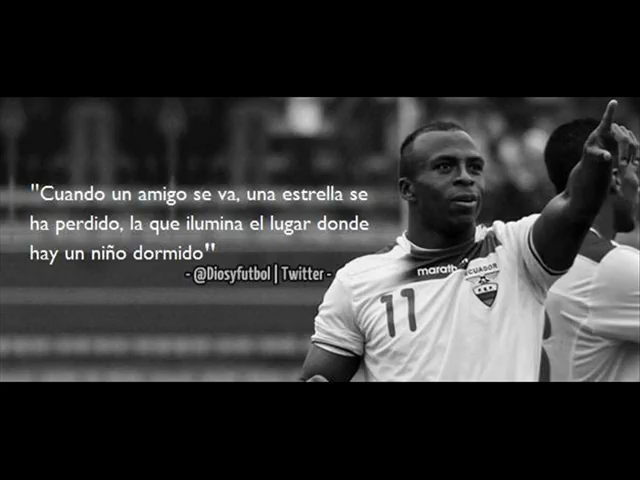 "Cuando un amigo se va, una estrella se
ha perdido, la que ilumina el lugar donde
hay un niño dormido"
- @Diosyfutbol | Twitter -
marath
ECUADOR
11